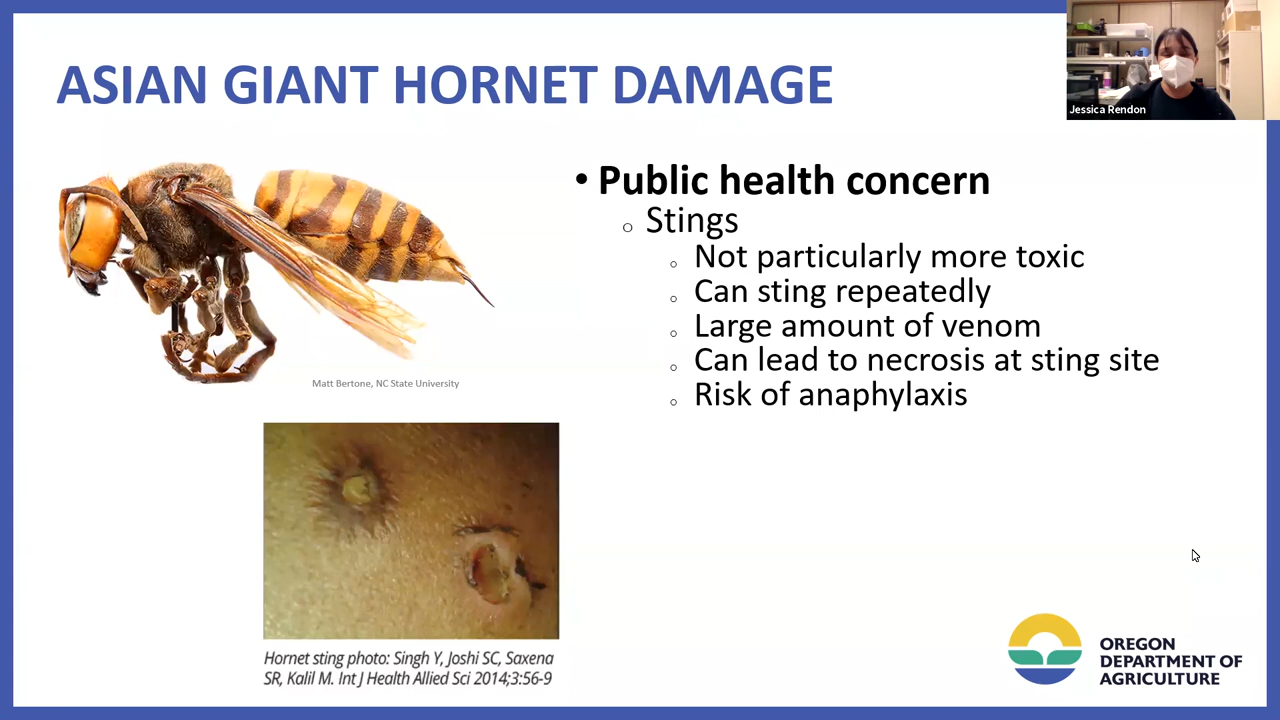 ASIAN GIANT HORNET DAMAGE
Jessica Rendon
• Public health concern
o Stings
o Not particularly more toxic
o Can sting repeatedly
o Large amount of venom
o Can lead to necrosis at sting site
o Risk of anaphylaxis
Matt Bertone, NC State University
Hornet sting photo: Singh Y, Joshi SC, Saxena
SR, Kalil M. Int J Health Allied Sci 2014;3:56-9
OREGON
DEPARTMENT OF
AGRICULTURE